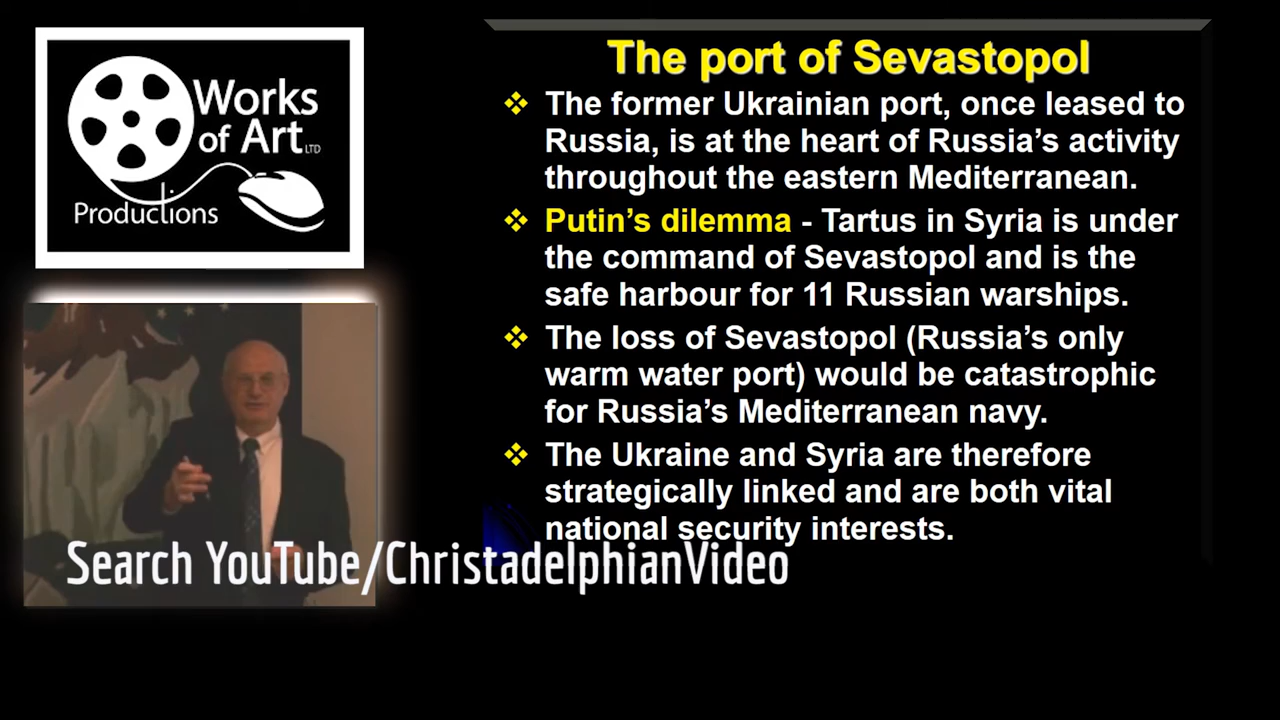 Works
of Art LTD
Productions
The port of Sevastopol
❖ The former Ukrainian port, once leased to
Russia, is at the heart of Russia's activity
throughout the eastern Mediterranean.
❖ Putin's dilemma - Tartus in Syria is under
the command of Sevastopol and is the
safe harbour for 11 Russian warships.
❖ The loss of Sevastopol (Russia's only
warm water port) would be catastrophic
for Russia's Mediterranean navy.
❖ The Ukraine and Syria are therefore
strategically linked and are both vital
national security interests.
Search YouTube/ChristadelphianVideo